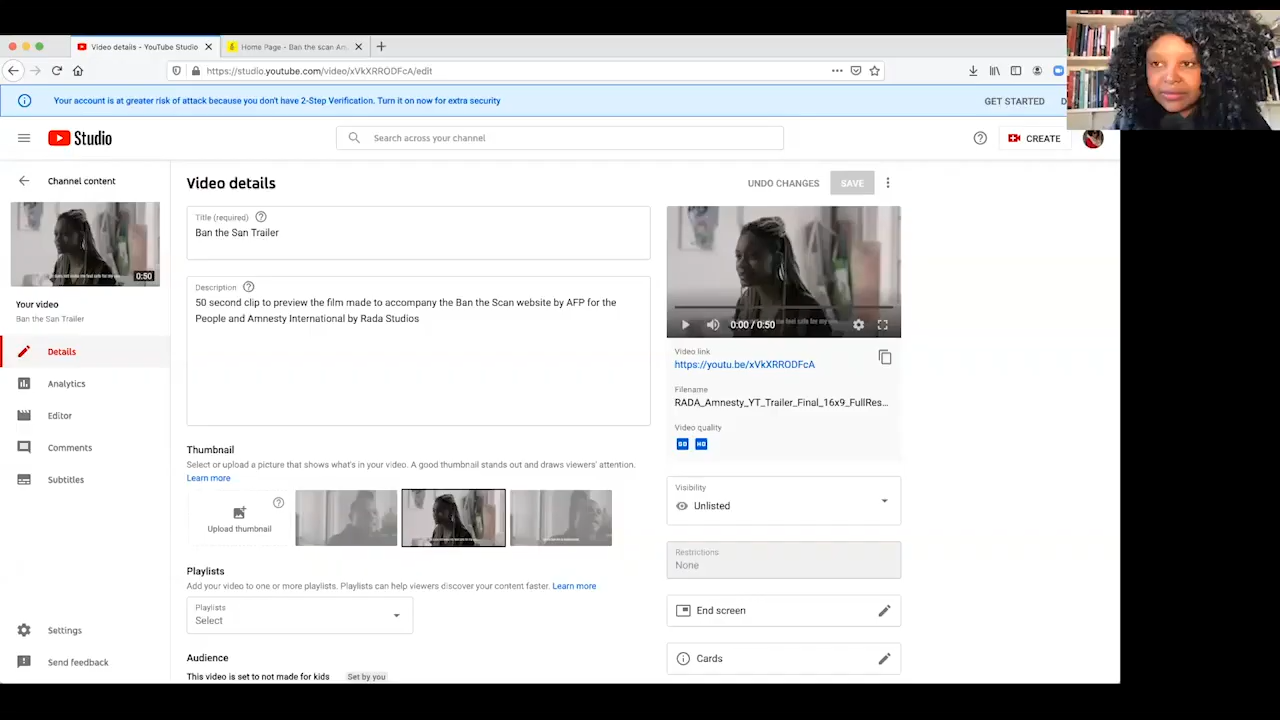 Video details - YouTube Studio
Home Page - Ban the scan An
https://studio.youtube.com/video/xVkXRRODFcA/edit
Your account is at greater risk of attack because you don't have 2-Step Verification. Turn it on now for extra security
GET STARTED
Studio
Search across your channel
CREATE
Channel content
0:50
Your video
Ban the San Trailer
Details
Analytics
Editor
Comments
Subtitles
Settings
Send feedback
Video details
UNDO CHANGES
SAVE
Title (required)
Ban the San Trailer
Description
50 second clip to preview the film made to accompany the Ban the Scan website by AFP for the
People and Amnesty International by Rada Studios
Thumbnail
Select or upload a picture that shows what's in your video. A good thumbnail stands out and draws viewers' attention.
Learn more
Upload thumbnail
Playlists
Add your video to one or more playlists. Playlists can help viewers discover your content faster. Learn more
Playlists
Select
Audience
This video is set to not made for kids
Set by you
0:00 / 0:50
Video link
https://youtu.be/xVkXRRODFcA
Filename
RADA_Amnesty_YT_Trailer_Final_16x9_FullRes...
Video quality
SD HD
Visibility
Unlisted
Restrictions
None
End screen
Cards